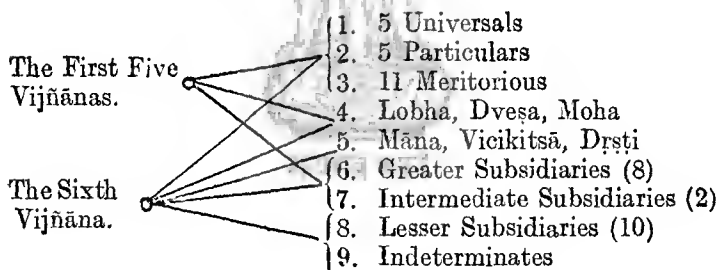 1. 5 Universals
2. 5 Particulars
The First Five
Vijñānas.
3. 11 Meritorious
4. Lobha, Dveṣa, Moha
5. Māna, Vicikitsā, Dṛṣti
6. Greater Subsidiaries (8)
The Sixth
Vijñāna.
7. Intermediate Subsidiaries (2)
8. Lesser Subsidiaries (10)
9. Indeterminates